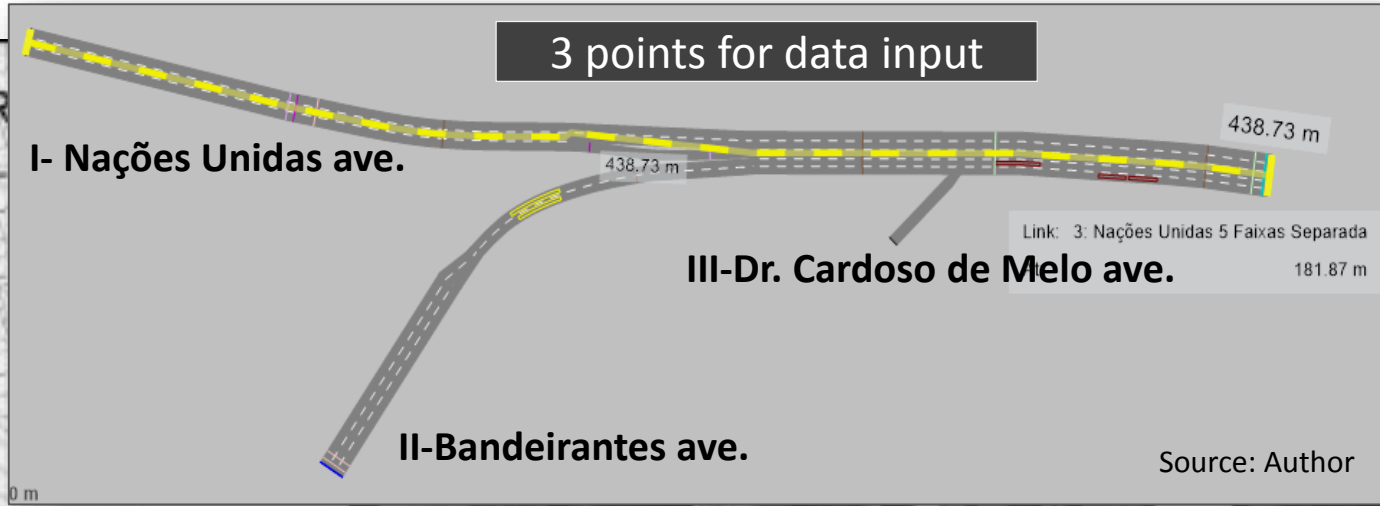 3 points for data input
438.73 m
I- Nações Unidas ave.
438.73 m
Link: 3: Nações Unidas 5 Faixas Separada
III-Dr. Cardoso de Melo ave.
181.87 m
II-Bandeirantes ave.
Source: Author
0 m